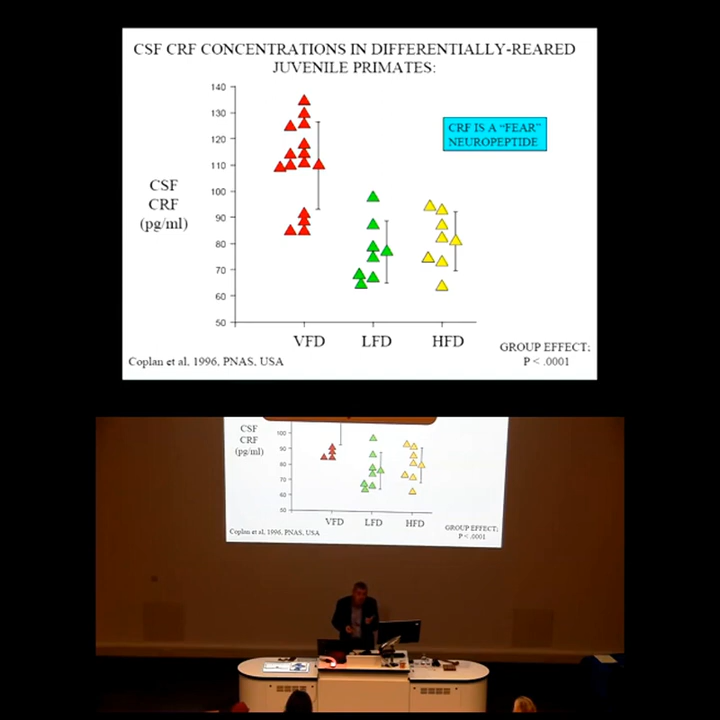 CSF CRF CONCENTRATIONS IN DIFFERENTIALLY-REARED
JUVENILE PRIMATES:
140
130
120
110
100
90
80
70
60
50
CSF
CRF
(pg/ml)
CRF IS A "FEAR"
NEUROPEPTIDE
VFD LFD HFD
Coplan et al, 1996, PNAS, USA
GROUP EFFECT;
P < .0001
CSF
CRF
(pg/ml)
100
90
80
70
60
50
VFD LFD HFD
Coplan et al, 1996, PNAS, USA
GROUP EFFECT;
P < .0001